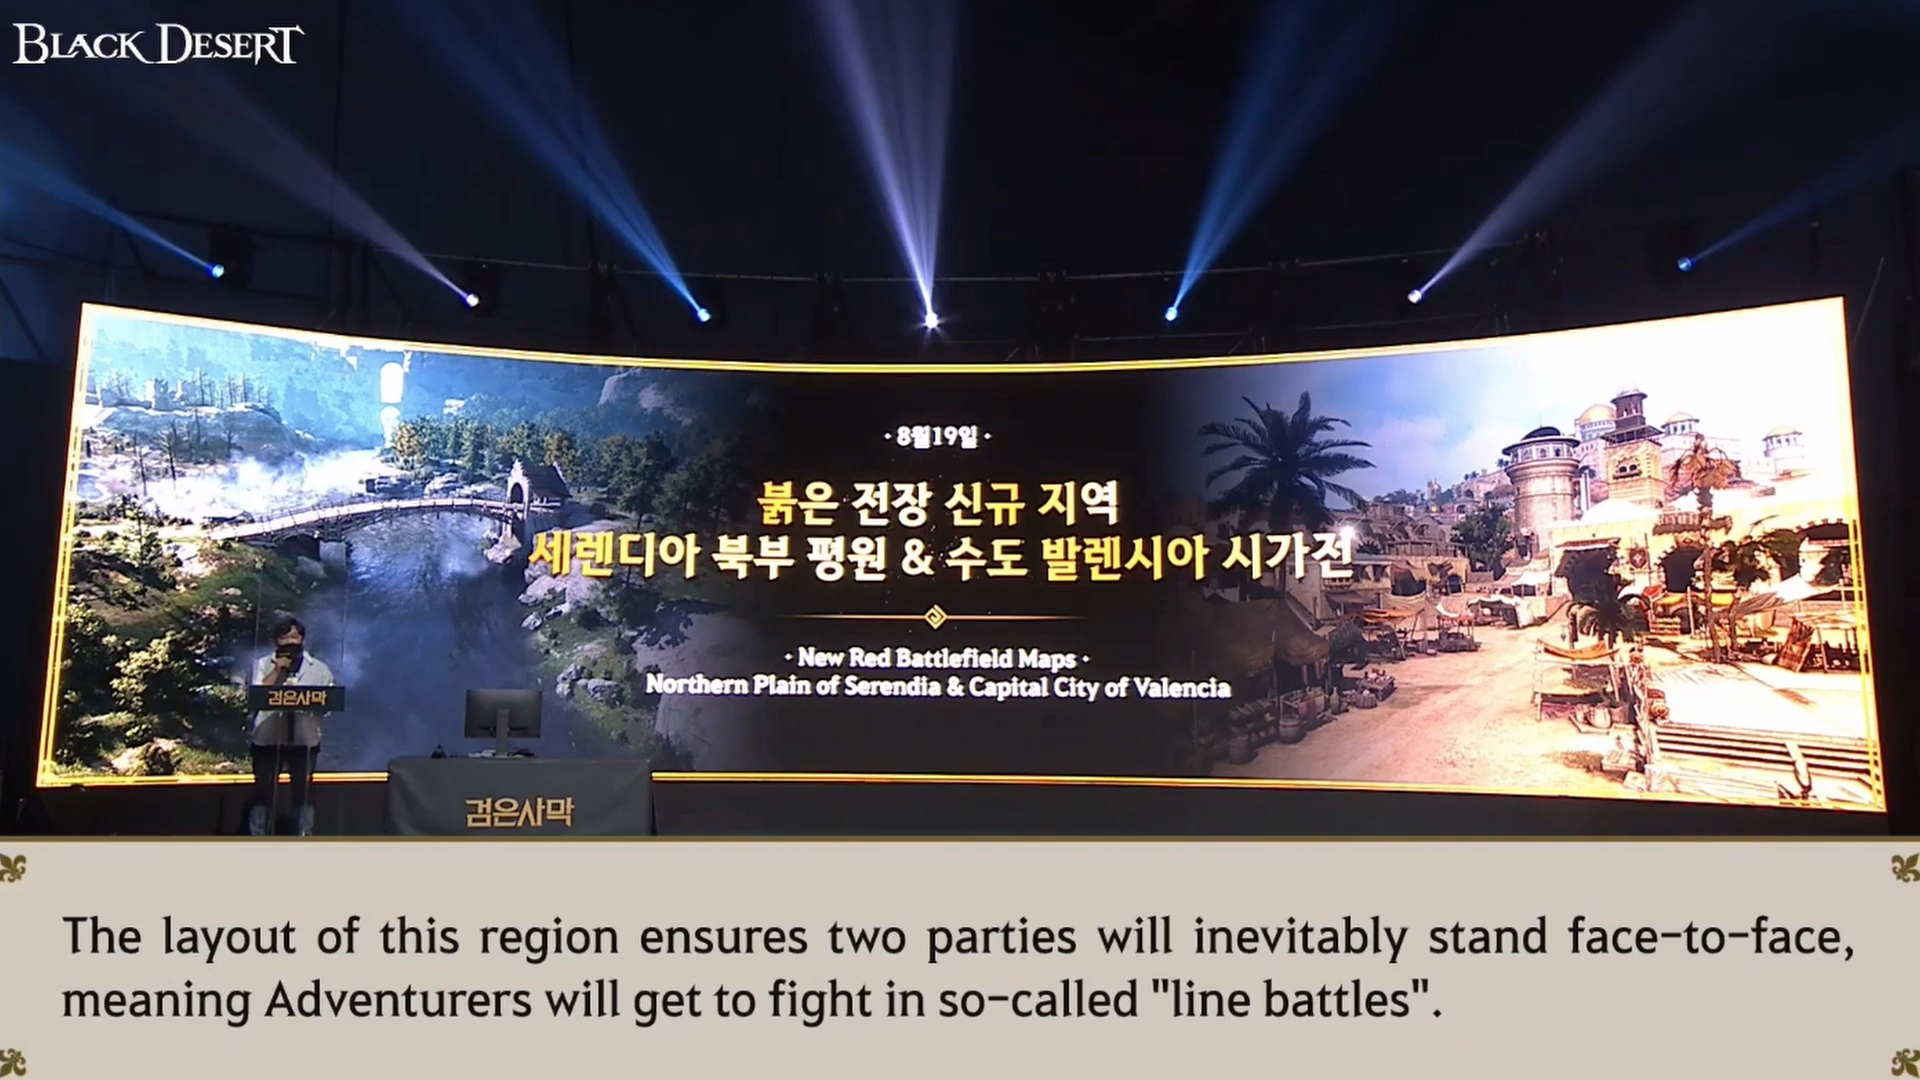 BLACK DESERT
· 8월19일 ·
붉은 전장 신규 지역
세렌디아 북부 평원 & 수도 발렌시아 시가전
· New Red Battlefield Maps ·
Northern Plain of Serendia & Capital City of Valencia
검은사막
검은사막
The layout of this region ensures two parties will inevitably stand face-to-face,
meaning Adventurers will get to fight in so-called "line battles".